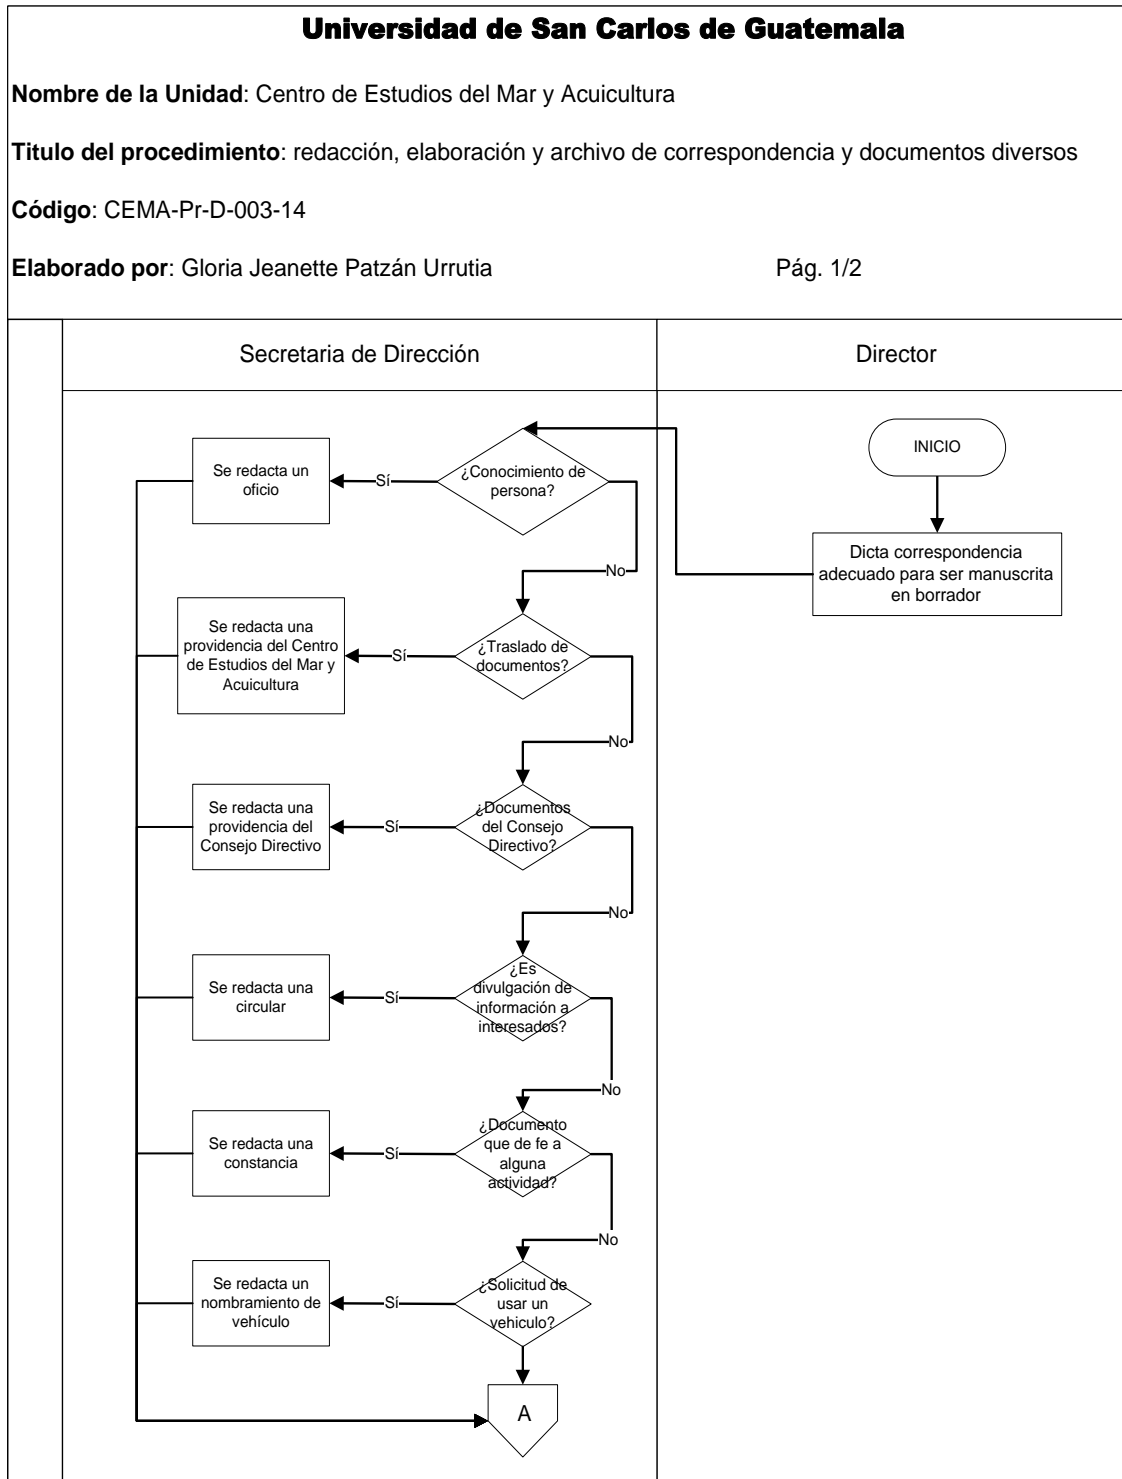 Universidad de San Carlos de Guatemala
Nombre de la Unidad: Centro de Estudios del Mar y Acuicultura
Titulo del procedimiento: redacción, elaboración y archivo de correspondencia y documentos diversos
Código: CEMA-Pr-D-003-14
Elaborado por: Gloria Jeanette Patzán Urrutia Pág. 1/2
Secretaria de Dirección
Director
INICIO
Dicta correspondencia
adecuado para ser manuscrita
en borrador
¿Conocimiento de
persona?
Sí
Se redacta un
oficio
No
¿Traslado de
documentos?
Sí
Se redacta una
providencia del Centro
de Estudios del Mar y
Acuicultura
No
¿Documentos
del Consejo
Directivo?
Sí
Se redacta una
providencia del
Consejo Directivo
No
¿Es
divulgación de
información a
interesados?
Sí
Se redacta una
circular
No
¿Documento
que de fe a
alguna
actividad?
Sí
Se redacta una
constancia
No
¿Solicitud de
usar un
vehiculo?
Sí
Se redacta un
nombramiento de
vehículo
A